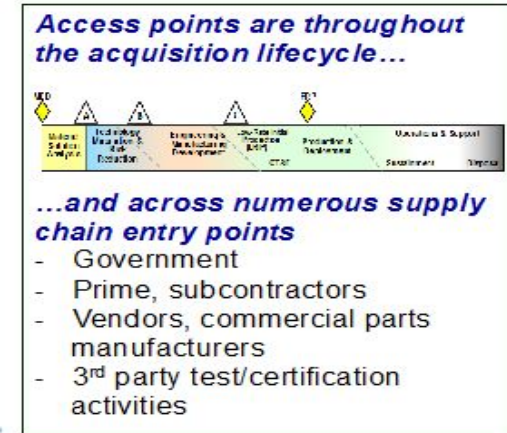 Access points are throughout
the acquisition lifecycle…
A
B
Materiel
Solution
Analysis
Technology
Maturation &
Risk
Reduction
Engineering &
Manufacturing
Development
Low-Rate Initial
Production
(LRIP)
Production &
Deployment
Operations & Support
Sustainment
Disposal
…and across numerous supply
chain entry points
- Government
- Prime, subcontractors
- Vendors, commercial parts
manufacturers
- 3rd party test/certification
activities